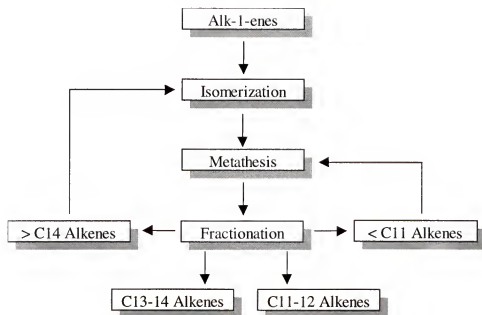 Alk-1-enes
Isomerization
Metathesis
> C14 Alkenes
Fractionation
< C11 Alkenes
C13-14 Alkenes
C11-12 Alkenes